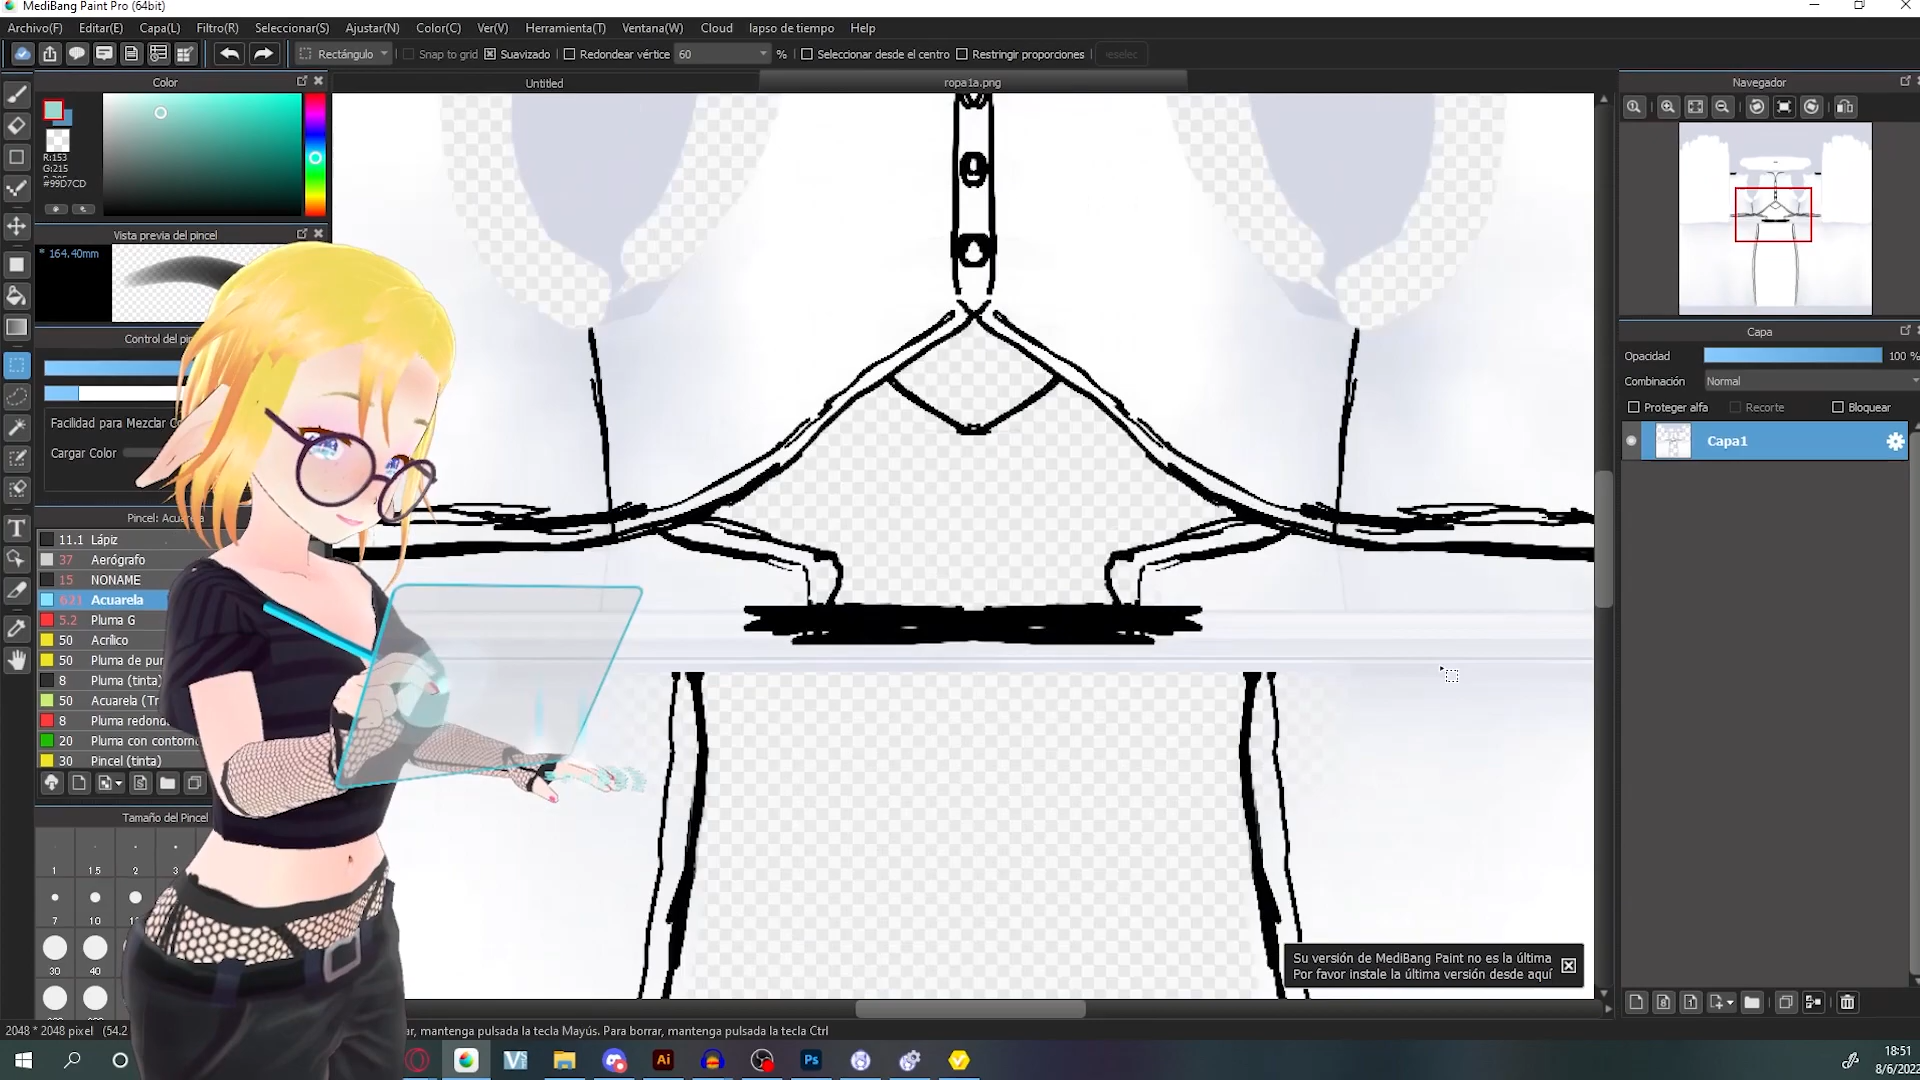 MediBang Paint Pro (64bit)
Archivo(F) Editar(E) Capa(L) Filtro(R) Seleccionar(S) Ajustar(N) Color(C) Ver(V) Herramienta(T) Ventana(W) Cloud lapso de tiempo Help
Rectángulo Snap to grid Suavizado Redondear vértice 60 % Seleccionar desde el centro Restringir proporciones
Color
Untitled
ropa1a.png
Navegador
R:153
G:215
#99D7CD
Vista previa del pincel
* 164.40mm
Control del
Facilidad para Mezclar
Cargar Color
Pincel:
11.1 Lápiz
37 Aerógrafo
15 NONAME
621 Acuarela
5.2 Pluma G
50 Acrílico
50 Pluma de
8 Pluma (tinta)
50 Acuarela
8 Pluma
20 Pluma con
30 Pincel (tinta)
Tamaño del Pincel
1 1.5 2 3
7 10
30 40
Capa
Opacidad 100 %
Combinación Normal
Proteger alfa Recorte Bloquear
Capa1
Su versión de MediBang Paint no es la última
Por favor instale la última versión desde aquí
2048 * 2048 pixel (54.2
mantenga pulsada la tecla Mayús. Para borrar, mantenga pulsada la tecla Ctrl
Ai
Ps
18:51
8/6/2022